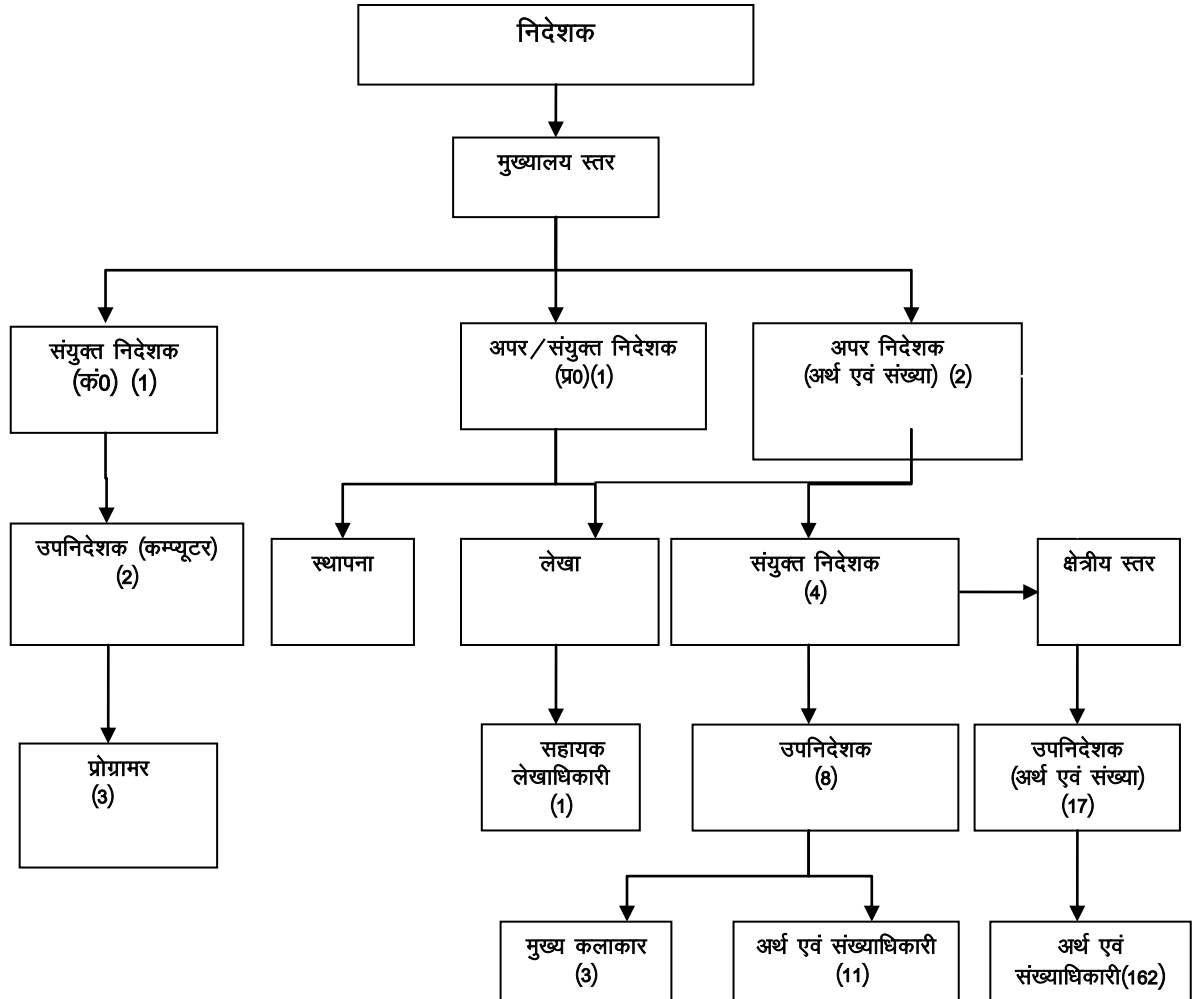 निदेशक
मुख्यालय स्तर
संयुक्त निदेशक
(कं0) (1)
अपर/संयुक्त निदेशक
(प्र0)(1)
अपर निदेशक
(अर्थ एवं संख्या) (2)
उपनिदेशक (कम्प्यूटर)
(2)
स्थापना
लेखा
संयुक्त निदेशक
(4)
क्षेत्रीय स्तर
प्रोग्रामर
(3)
सहायक
लेखाधिकारी
(1)
उपनिदेशक
(8)
उपनिदेशक
(अर्थ एवं संख्या)
(17)
मुख्य कलाकार
(3)
अर्थ एवं संख्याधिकारी
(11)
अर्थ एवं
संख्याधिकारी(162)